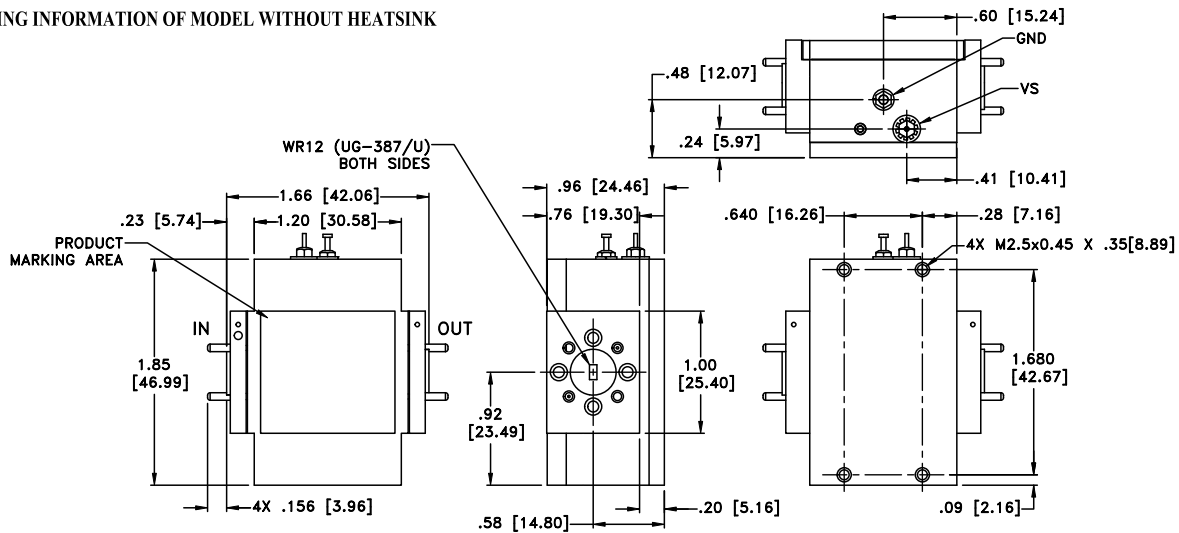 ING INFORMATION OF MODEL WITHOUT HEATSINK
.60 [15.24]
GND
.48 [12.07]
VS
.24 [5.97]
.41 [10.41]
WR12 (UG-387/U)
BOTH SIDES
1.66 [42.06]
.96 [24.46]
.23 [5.74]
1.20 [30.58]
.76 [19.30]
.640 [16.26]
.28 [7.16]
PRODUCT
MARKING AREA
4X M2.5x0.45 X .35[8.89]
IN
OUT
1.85
[46.99]
1.00
[25.40]
1.680
[42.67]
.92
[23.49]
4X .156 [3.96]
.20 [5.16]
.09 [2.16]
.58 [14.80]